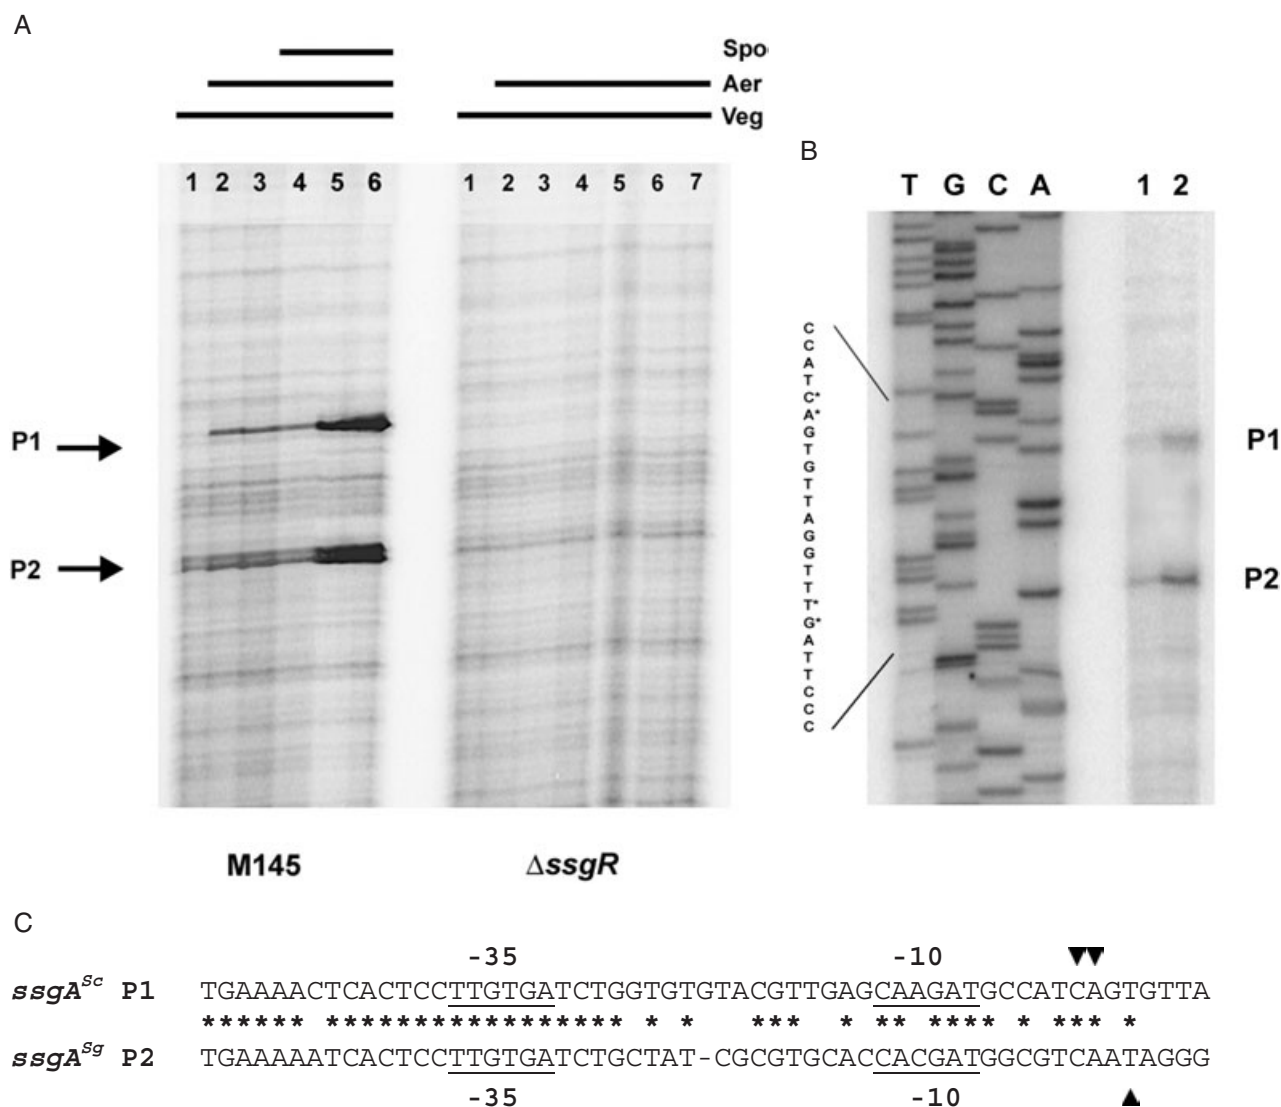 A
Spo
Aer
Veg
1 2 3 4 5 6
1 2 3 4 5 6 7
P1
P2
M145
ΔssgR
B
T G C A 1 2
C
C
A
T
C*
A*
G
T
G
T
T
A
G
G
T
T
T*
G*
A
T
T
C
C
C
P1
P2
C
-35 -10
ssgA^Sc P1 TGAAAACTCACTCCTTGTGATCTGGTGTGTACGTTGAGCAAGATGCCATCAGTGTTA
****** ***************** * * *** * ** **** * *** *
ssgA^Sg P2 TGAAAAATCACTCCTTGTGATCTGCTAT-CGCGTGCACCACGATGGCGTCAATAGGG
-35 -10